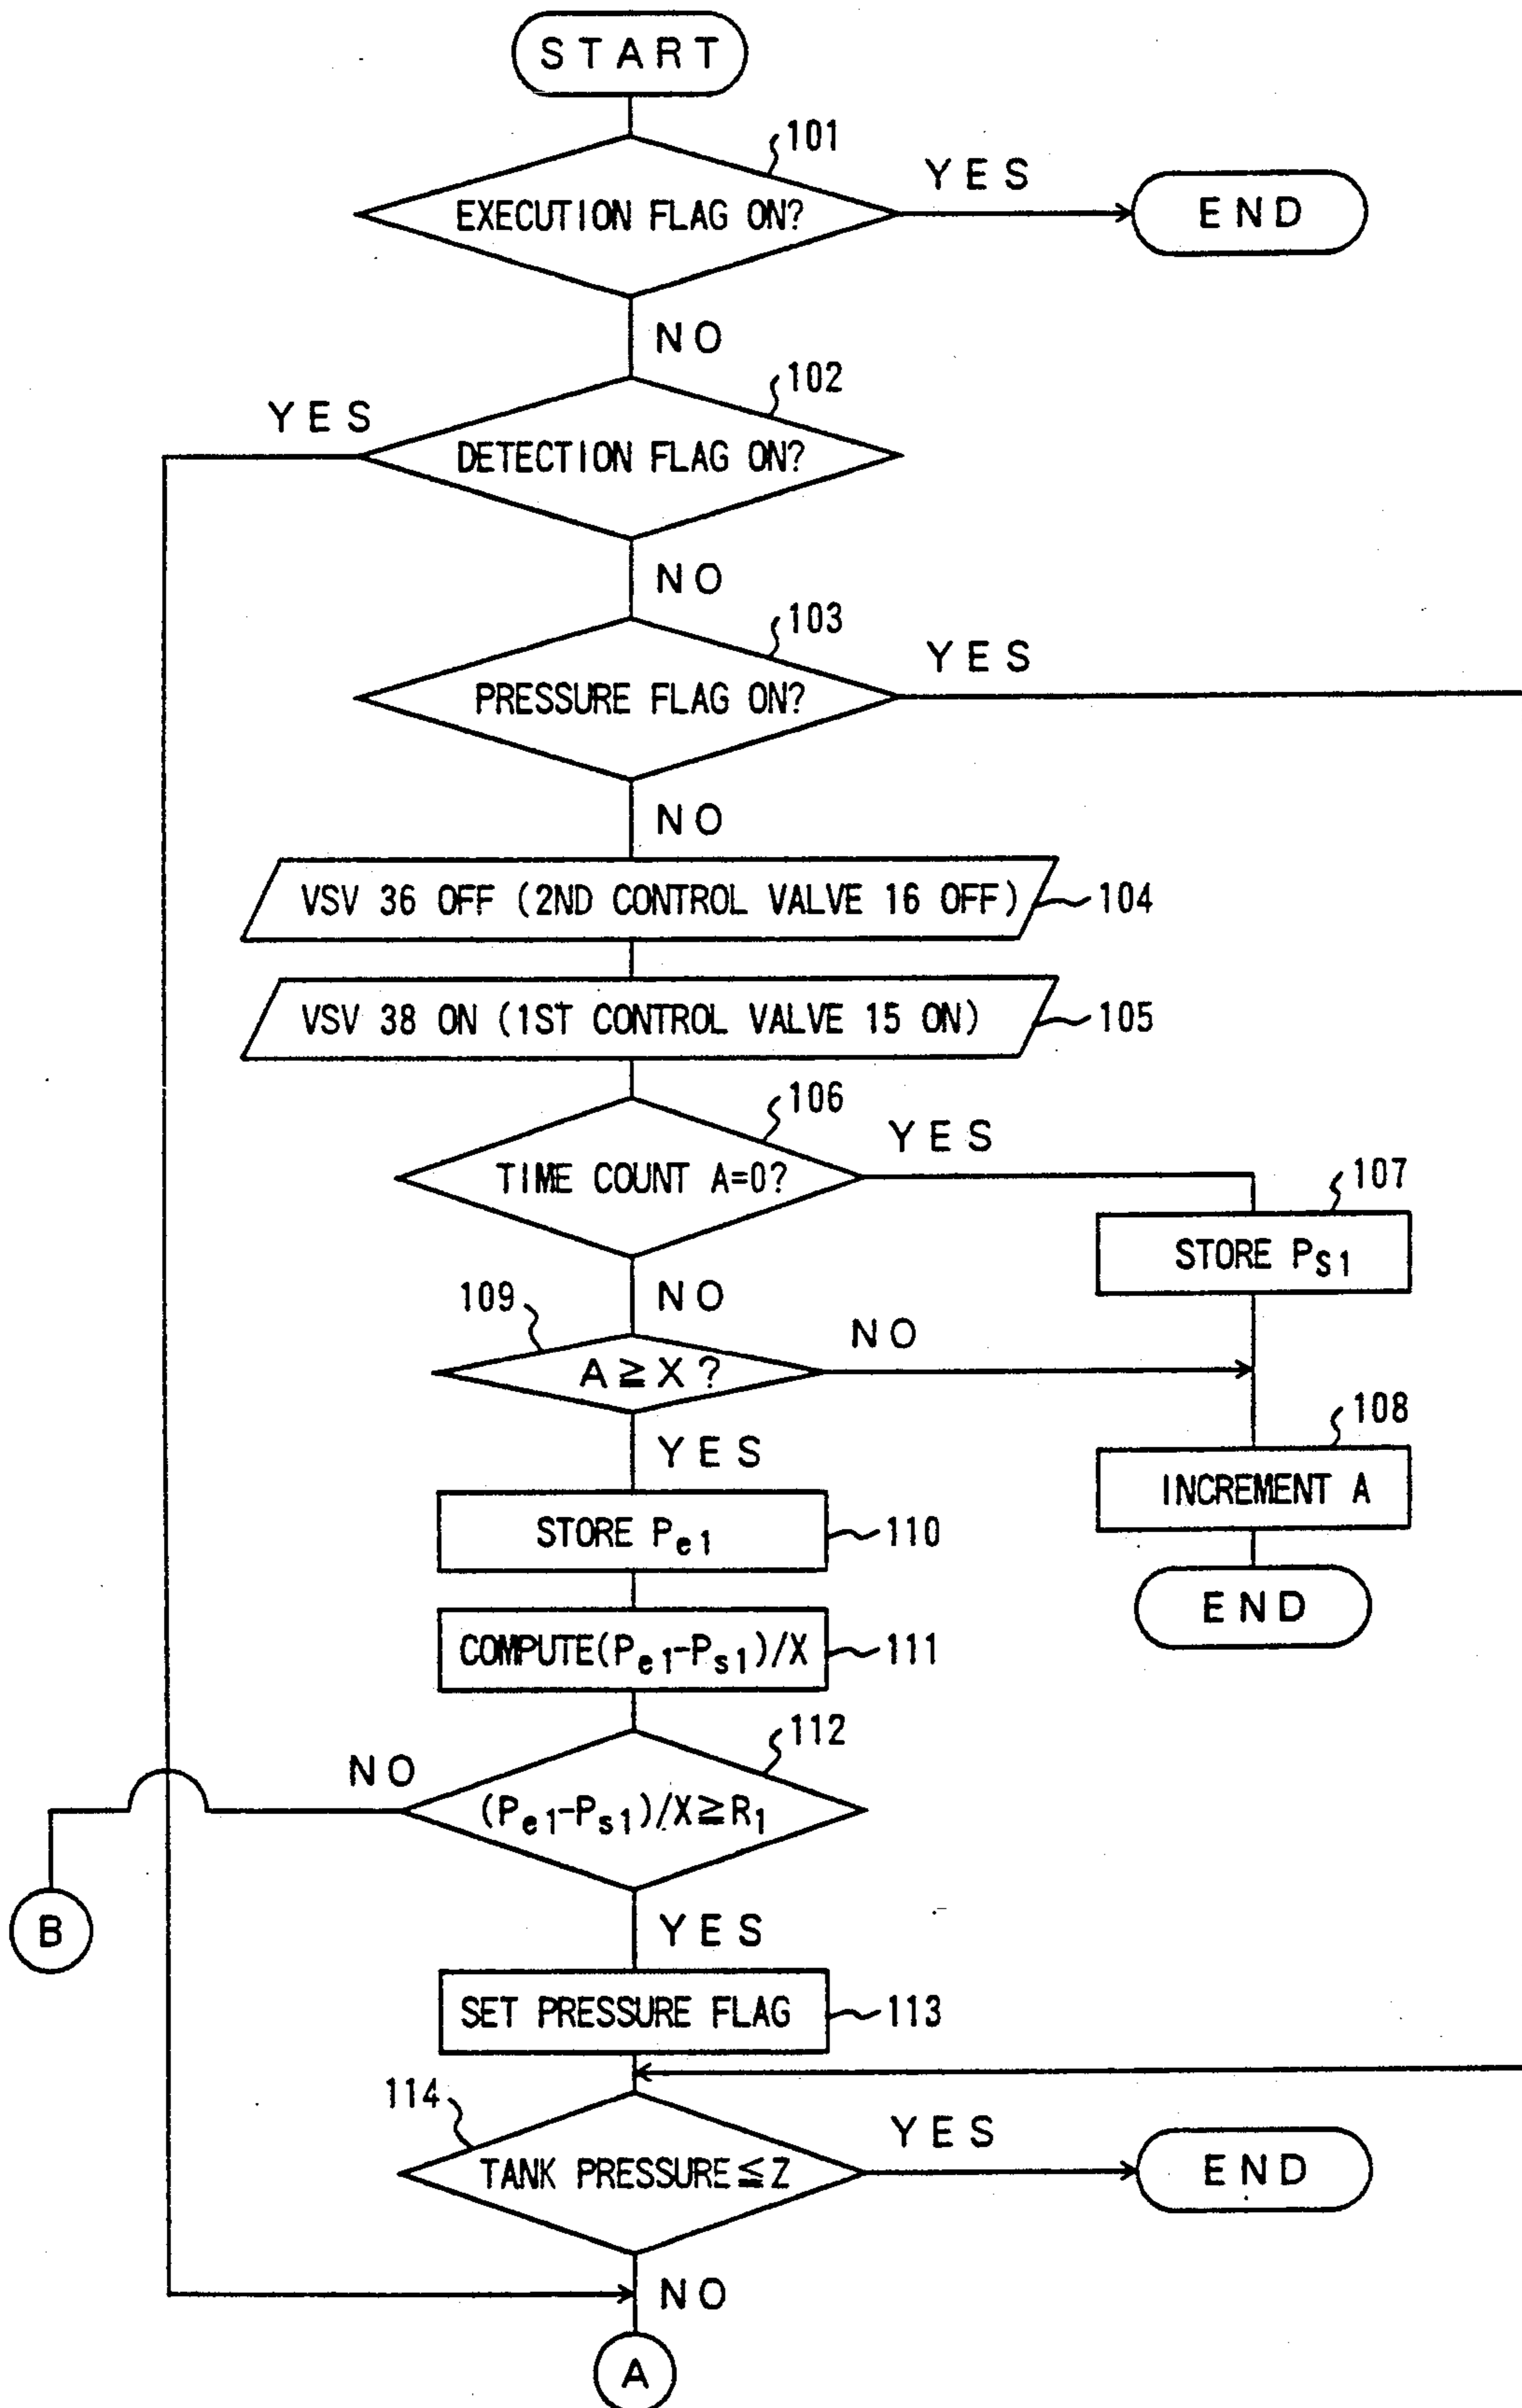 START
101
EXECUTION FLAG ON?
YES
END
NO
102
YES
DETECTION FLAG ON?
NO
103
YES
PRESSURE FLAG ON?
NO
VSV 36 OFF (2ND CONTROL VALVE 16 OFF)
104
VSV 38 ON (1ST CONTROL VALVE 15 ON)
105
106
TIME COUNT A=0?
YES
107
STORE Ps1
NO
109
A≧X?
NO
108
INCREMENT A
END
YES
STORE Pe1
110
COMPUTE(Pe1-Ps1)/X
111
112
NO
(Pe1-Ps1)/X≧R1
B
YES
SET PRESSURE FLAG
113
114
TANK PRESSURE≦Z
YES
END
NO
A